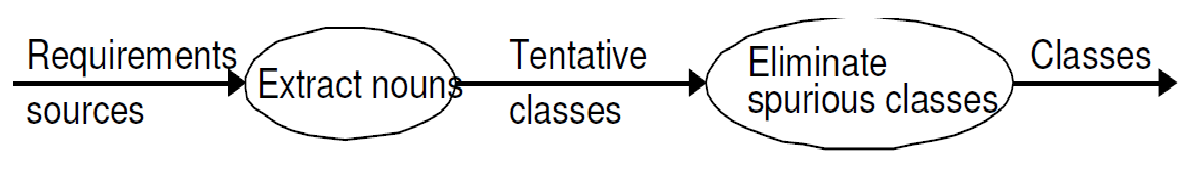 Requirements
sources
Extract nouns
Tentative
classes
Eliminate
spurious classes
Classes